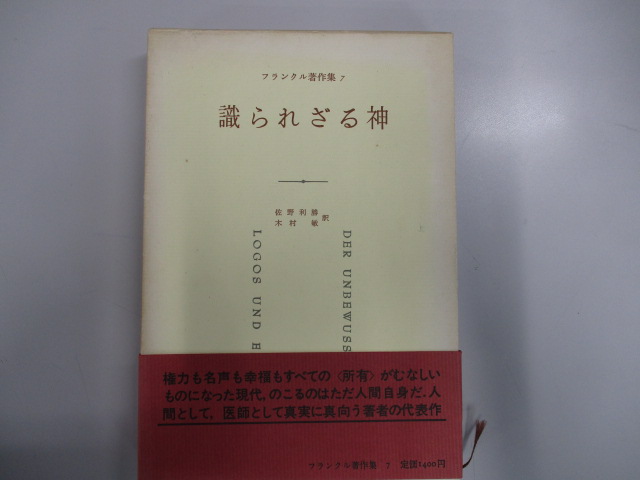 フランクル著作集 7
識られざる神
佐野利勝
木村 敏
訳
DER UNBEWUSS
LOGOS UND E
権力も名声も幸福もすべての〈所有〉がむなしい
ものになった現代。のこるのはただ人間自身だ。人
間として、医師として真実に真向う著者の代表作
フランクル著作集 7 定価1400円